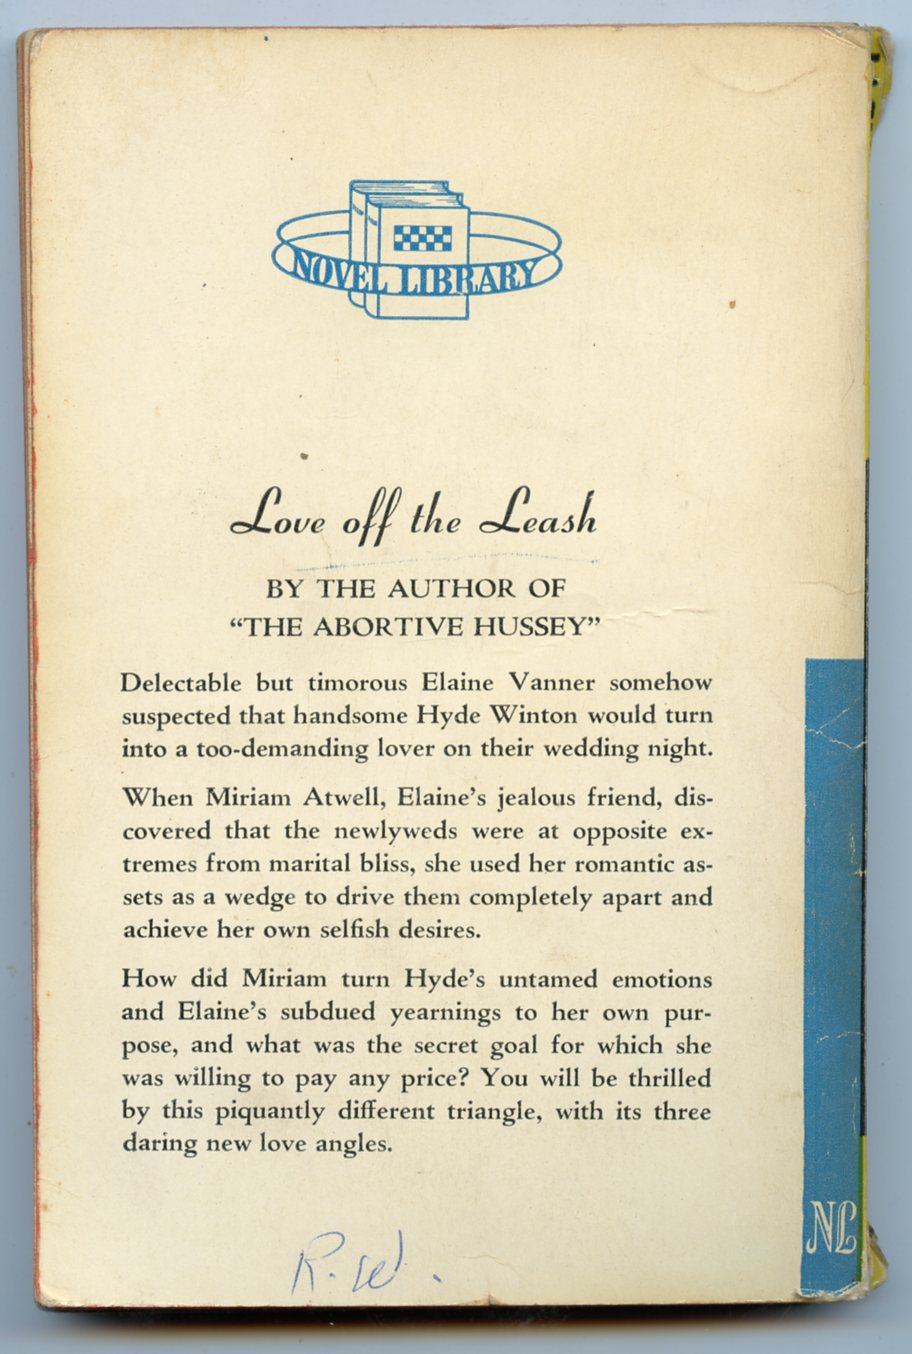 NOVEL LIBRARY
Love off the Leash
BY THE AUTHOR OF
“THE ABORTIVE HUSSEY”
Delectable but timorous Elaine Vanner somehow
suspected that handsome Hyde Winton would turn
into a too-demanding lover on their wedding night.
When Miriam Atwell, Elaine’s jealous friend, dis-
covered that the newlyweds were at opposite ex-
tremes from marital bliss, she used her romantic as-
sets as a wedge to drive them completely apart and
achieve her own selfish desires.
How did Miriam turn Hyde’s untamed emotions
and Elaine’s subdued yearnings to her own pur-
pose, and what was the secret goal for which she
was willing to pay any price? You will be thrilled
by this piquantly different triangle, with its three
daring new love angles.
NL
R. W.